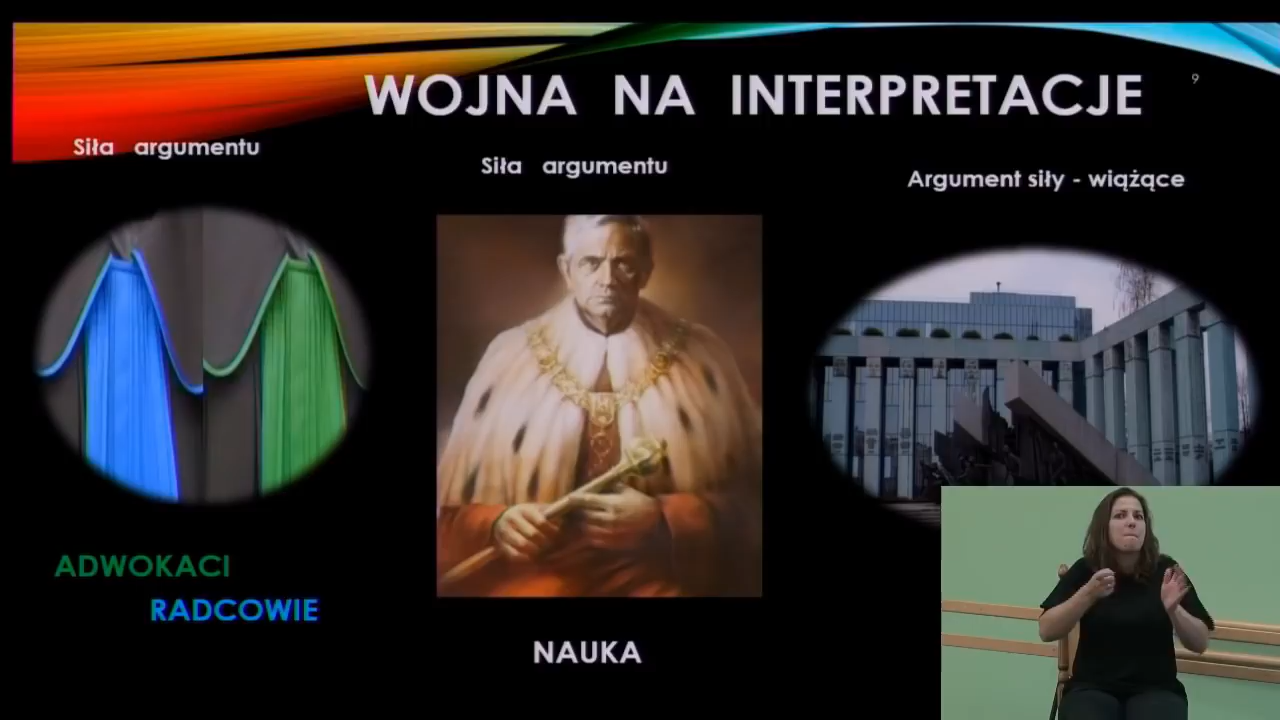 WOJNA NA INTERPRETACJE
9
Siła argumentu
Siła argumentu
Argument siły - wiążące
ADWOKACI
RADCOWIE
NAUKA